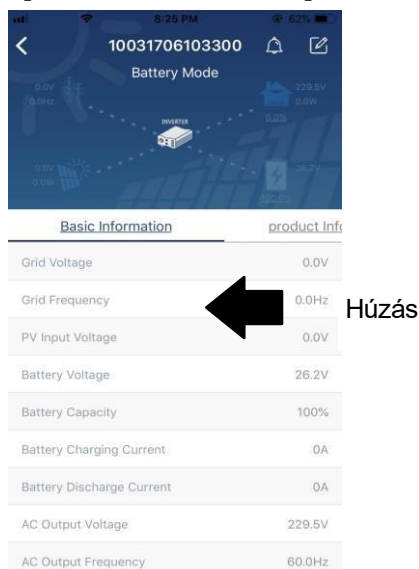 8:25 PM 62%
10031706103300
Battery Mode
0.0V
0.0Hz
229.5V
0.0W
0.0%
INVERTER
0.0V
0.0W
26.2V
Basic Information product Info
Grid Voltage 0.0V
Grid Frequency 0.0Hz
Húzás
PV Input Voltage 0.0V
Battery Voltage 26.2V
Battery Capacity 100%
Battery Charging Current 0A
Battery Discharge Current 0A
AC Output Voltage 229.5V
AC Output Frequency 60.0Hz